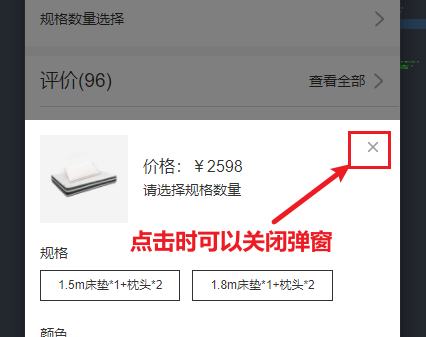 规格数量选择
评价(96) 查看全部
价格：￥2598
请选择规格数量
点击时可以关闭弹窗
规格
1.5m床垫*1+枕头*2 1.8m床垫*1+枕头*2
颜色